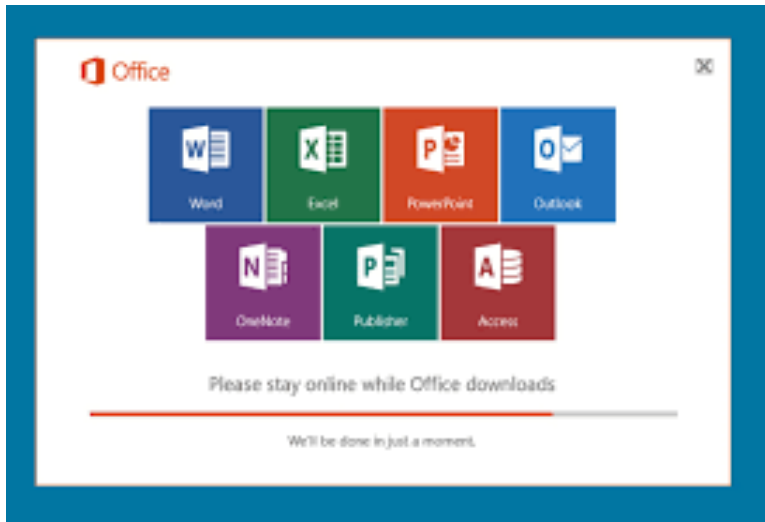 Office
Word Excel PowerPoint Outlook
OneNote Publisher Access
Please stay online while Office downloads
We'll be done in just a moment.